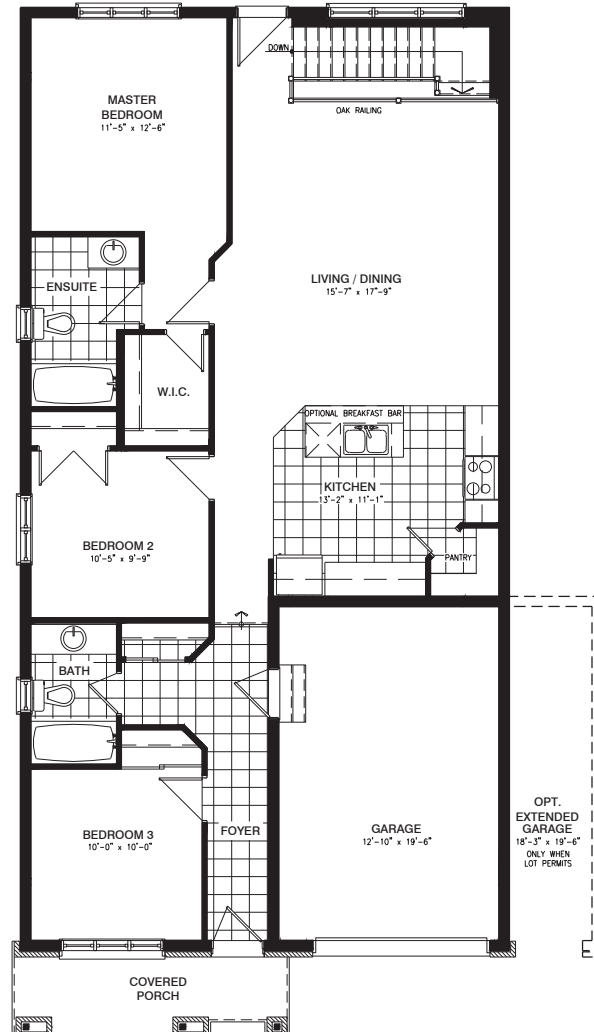 DOWN
OAK RAILING
MASTER
BEDROOM
11'-5" x 12'-6"
LIVING / DINING
15'-7" x 17'-9"
ENSUITE
W.I.C.
OPTIONAL BREAKFAST BAR
KITCHEN
13'-2" x 11'-1"
PANTRY
BEDROOM 2
10'-5" x 9'-9"
BATH
BEDROOM 3
10'-0" x 10'-0"
FOYER
GARAGE
12'-10" x 19'-6"
OPT.
EXTENDED
GARAGE
18'-3" x 19'-6"
ONLY WHEN
LOT PERMITS
COVERED
PORCH